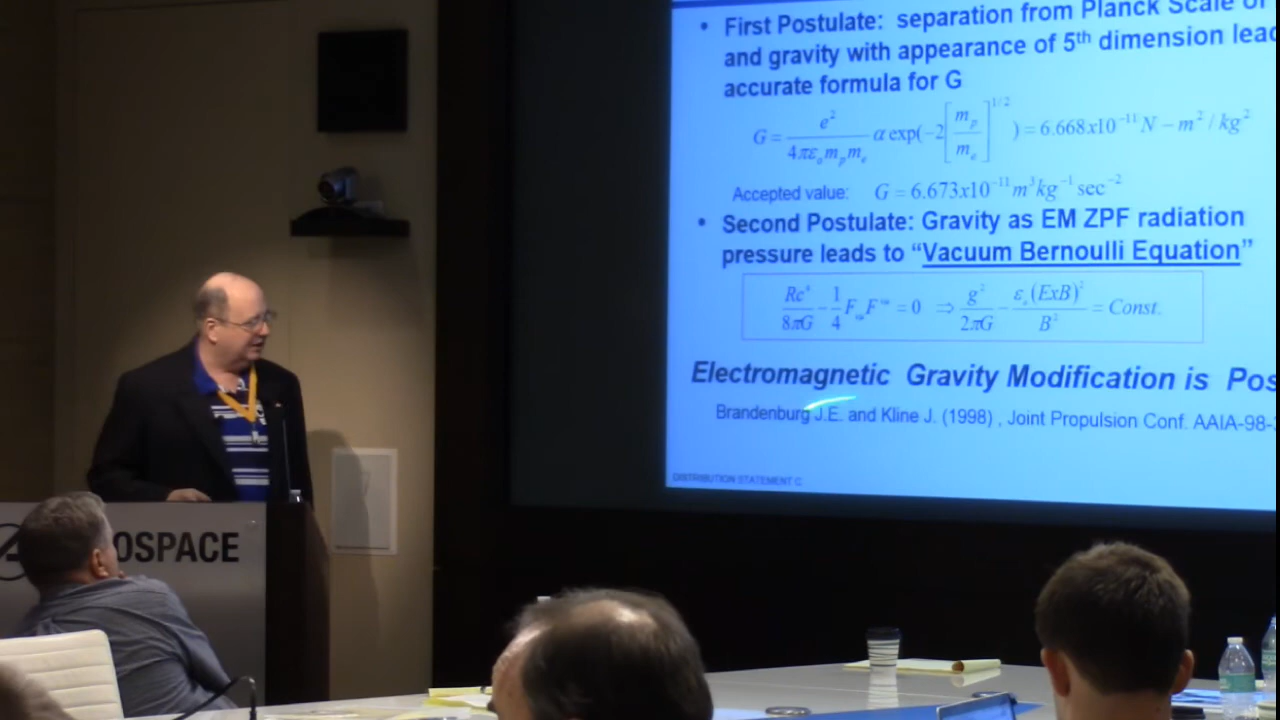 • First Postulate: separation from Planck Scale of
and gravity with appearance of 5th dimension lead
accurate formula for G
G = e² / 4πε₀mₚmₑ α exp(-2[mₚ/mₑ]^1/2) = 6.668x10⁻¹¹ N – m² / kg²
Accepted value: G = 6.673x10⁻¹¹ m³kg⁻¹ sec⁻²
• Second Postulate: Gravity as EM ZPF radiation
pressure leads to “Vacuum Bernoulli Equation”
Rc⁴/8πG – 1/4 F F = 0 ⇒ g²/2πG – ε₀(ExB)²/B² = Const.
Electromagnetic Gravity Modification is Pos
Brandenburg J.E. and Kline J. (1998) , Joint Propulsion Conf. AAIA-98-
DISTRIBUTION STATEMENT C
OSPACE